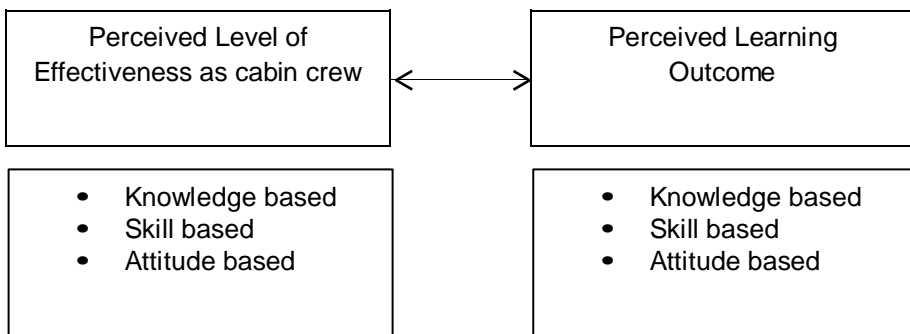 Perceived Level of
Effectiveness as cabin crew
Perceived Learning
Outcome
• Knowledge based
• Skill based
• Attitude based
• Knowledge based
• Skill based
• Attitude based